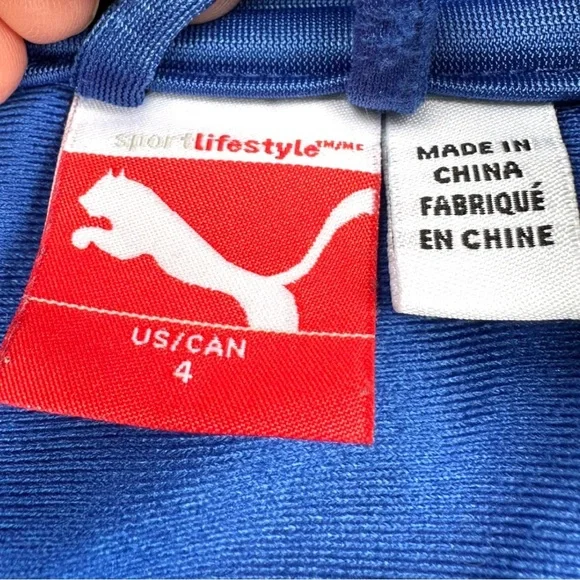 sportlifestyle™/MC
US/CAN
4
MADE IN
CHINA
FABRIQUÉ
EN CHINE